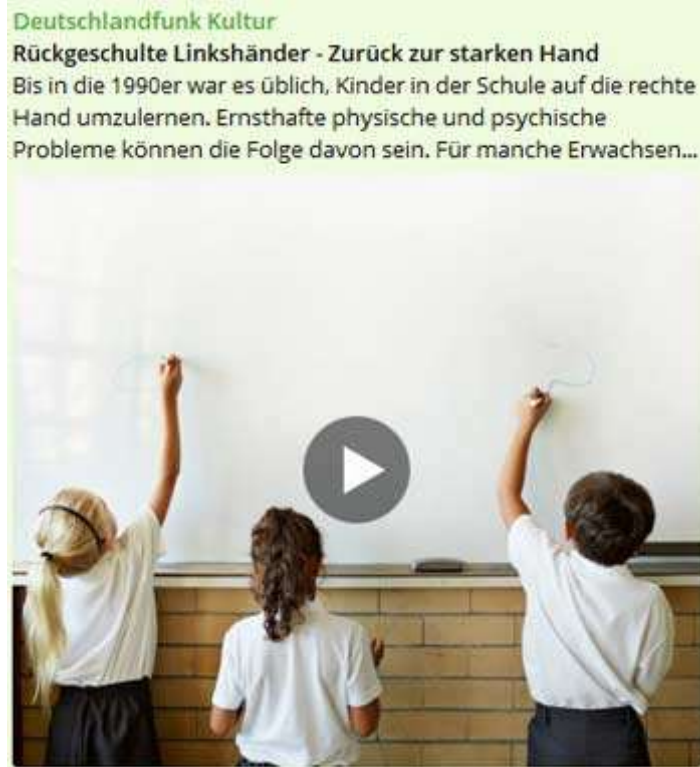 Deutschlandfunk Kultur
Rückgeschulte Linkshänder - Zurück zur starken Hand
Bis in die 1990er war es üblich, Kinder in der Schule auf die rechte
Hand umzulernen. Ernsthafte physische und psychische
Probleme können die Folge davon sein. Für manche Erwachsen...